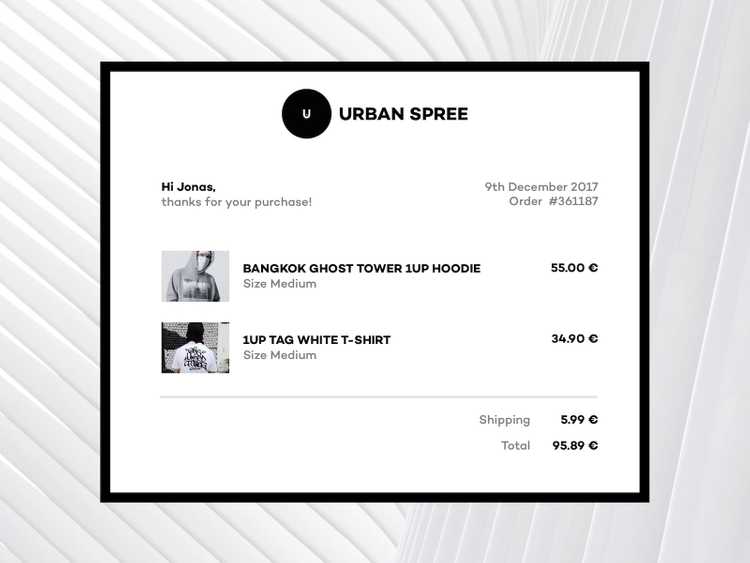 U URBAN SPREE
Hi Jonas,
thanks for your purchase!
9th December 2017
Order #361187
BANGKOK GHOST TOWER 1UP HOODIE
Size Medium
55.00 €
1UP TAG WHITE T-SHIRT
Size Medium
34.90 €
Shipping 5.99 €
Total 95.89 €